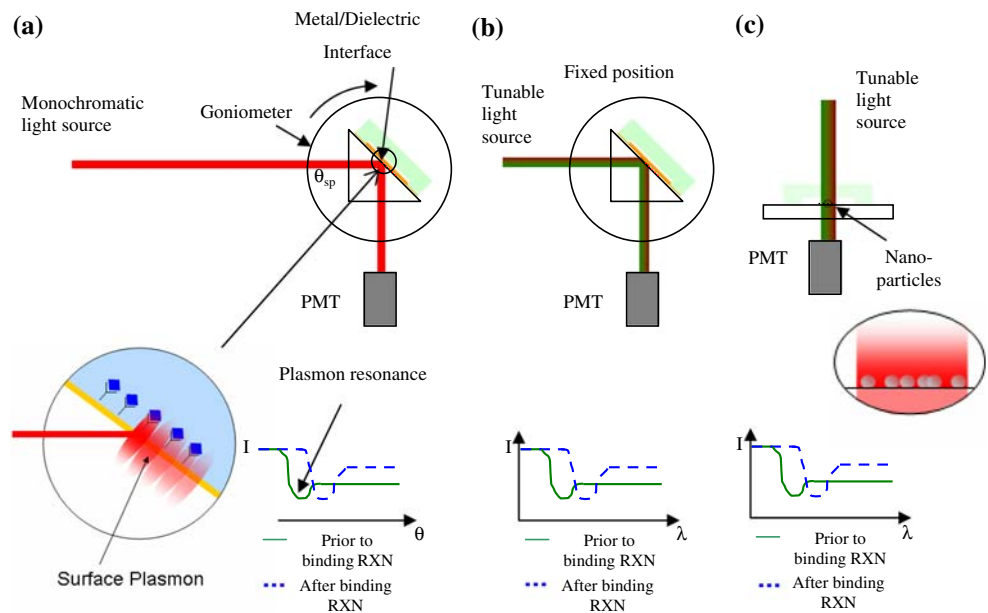 (a)
Metal/Dielectric
Interface
Monochromatic
light source
Goniometer
θsp
PMT
Plasmon resonance
Surface Plasmon
I
θ
Prior to
binding RXN
After binding
RXN
(b)
Fixed position
Tunable
light
source
PMT
I
λ
Prior to
binding RXN
After binding
RXN
(c)
Tunable
light
source
PMT
Nano-
particles
I
λ
Prior to
binding RXN
After binding
RXN